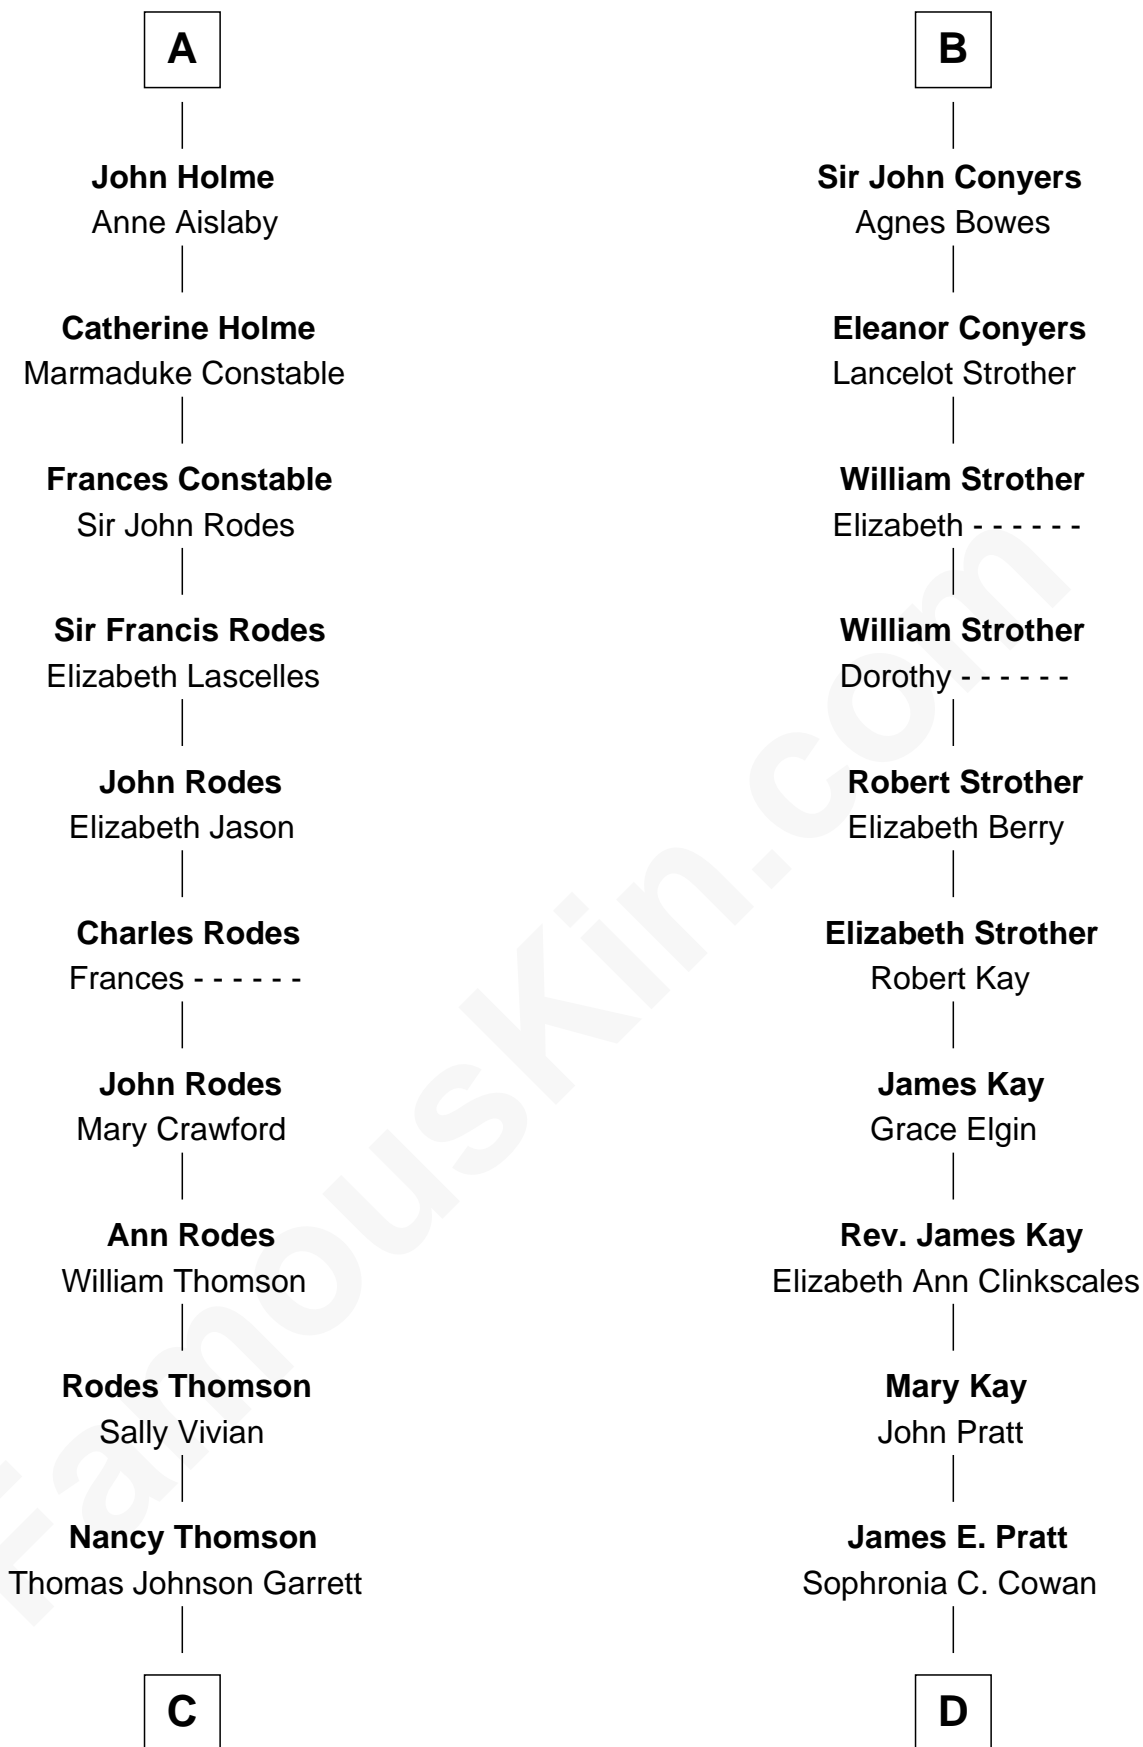 A
John Holme
Anne Aislaby
Catherine Holme
Marmaduke Constable
Frances Constable
Sir John Rodes
Sir Francis Rodes
Elizabeth Lascelles
John Rodes
Elizabeth Jason
Charles Rodes
Frances - - - - - -
John Rodes
Mary Crawford
Ann Rodes
William Thomson
Rodes Thomson
Sally Vivian
Nancy Thomson
Thomas Johnson Garrett
C
B
Sir John Conyers
Agnes Bowes
Eleanor Conyers
Lancelot Strother
William Strother
Elizabeth - - - - - -
William Strother
Dorothy - - - - - -
Robert Strother
Elizabeth Berry
Elizabeth Strother
Robert Kay
James Kay
Grace Elgin
Rev. James Kay
Elizabeth Ann Clinkscales
Mary Kay
John Pratt
James E. Pratt
Sophronia C. Cowan
D
FamousKin.com